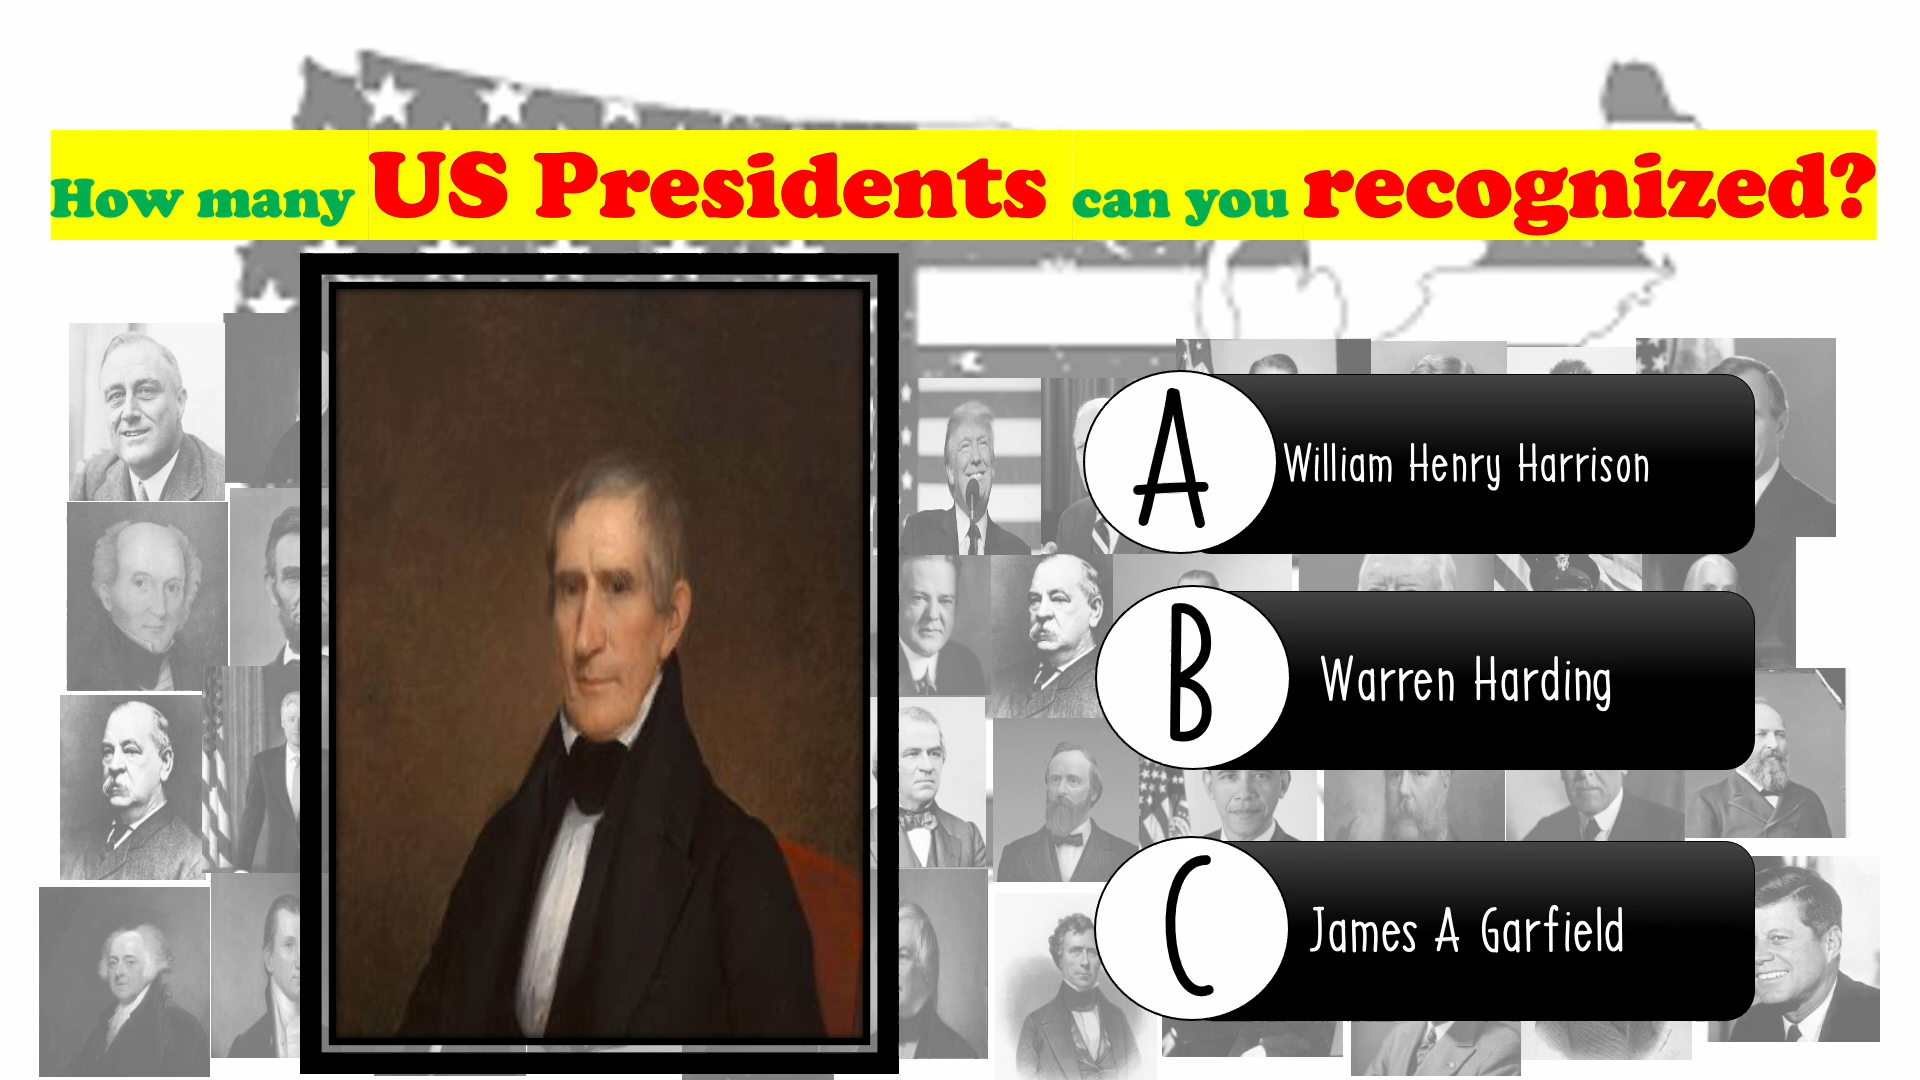 How many US Presidents can you recognized?
A William Henry Harrison
B Warren Harding
C James A Garfield